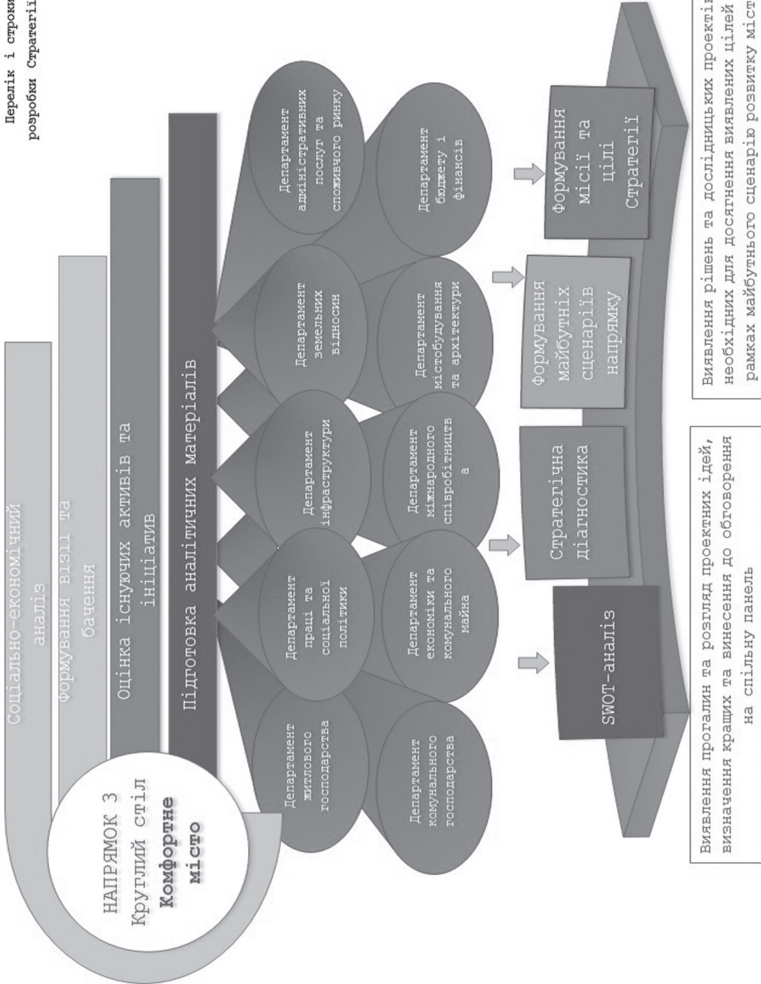 Перелік і строки
розробки Стратегії
Соціально-економічний
аналіз
Формування візії та
бачення
Оцінка існуючих активів та
ініціатив
Підготовка аналітичних матеріалів
НАПРЯМОК 3
Круглий стіл
Комфортне
місто
Департамент
житлового
господарства
Департамент
праці та
соціальної
політики
Департамент
інфраструктури
Департамент
земельних
відносин
Департамент
адміністративних
послуг та
споживчого ринку
Департамент
комунального
господарства
Департамент
економіки та
комунального
майна
Департамент
міжнародного
співробітництв
а
Департамент
містобудування
та архітектури
Департамент
бюджету і
фінансів
SWOT-аналіз
Стратегічна
діагностика
Формування
майбутніх
сценаріїв
напрямку
Формування
місії та
цілі
Стратегії
Виявлення прогалин та розгляд проектних ідей,
визначення кращих та винесення до обговорення
на спільну панель
Виявлення рішень та дослідницьких проектів
необхідних для досягнення виявлених цілей
рамках майбутнього сценарію розвитку міст